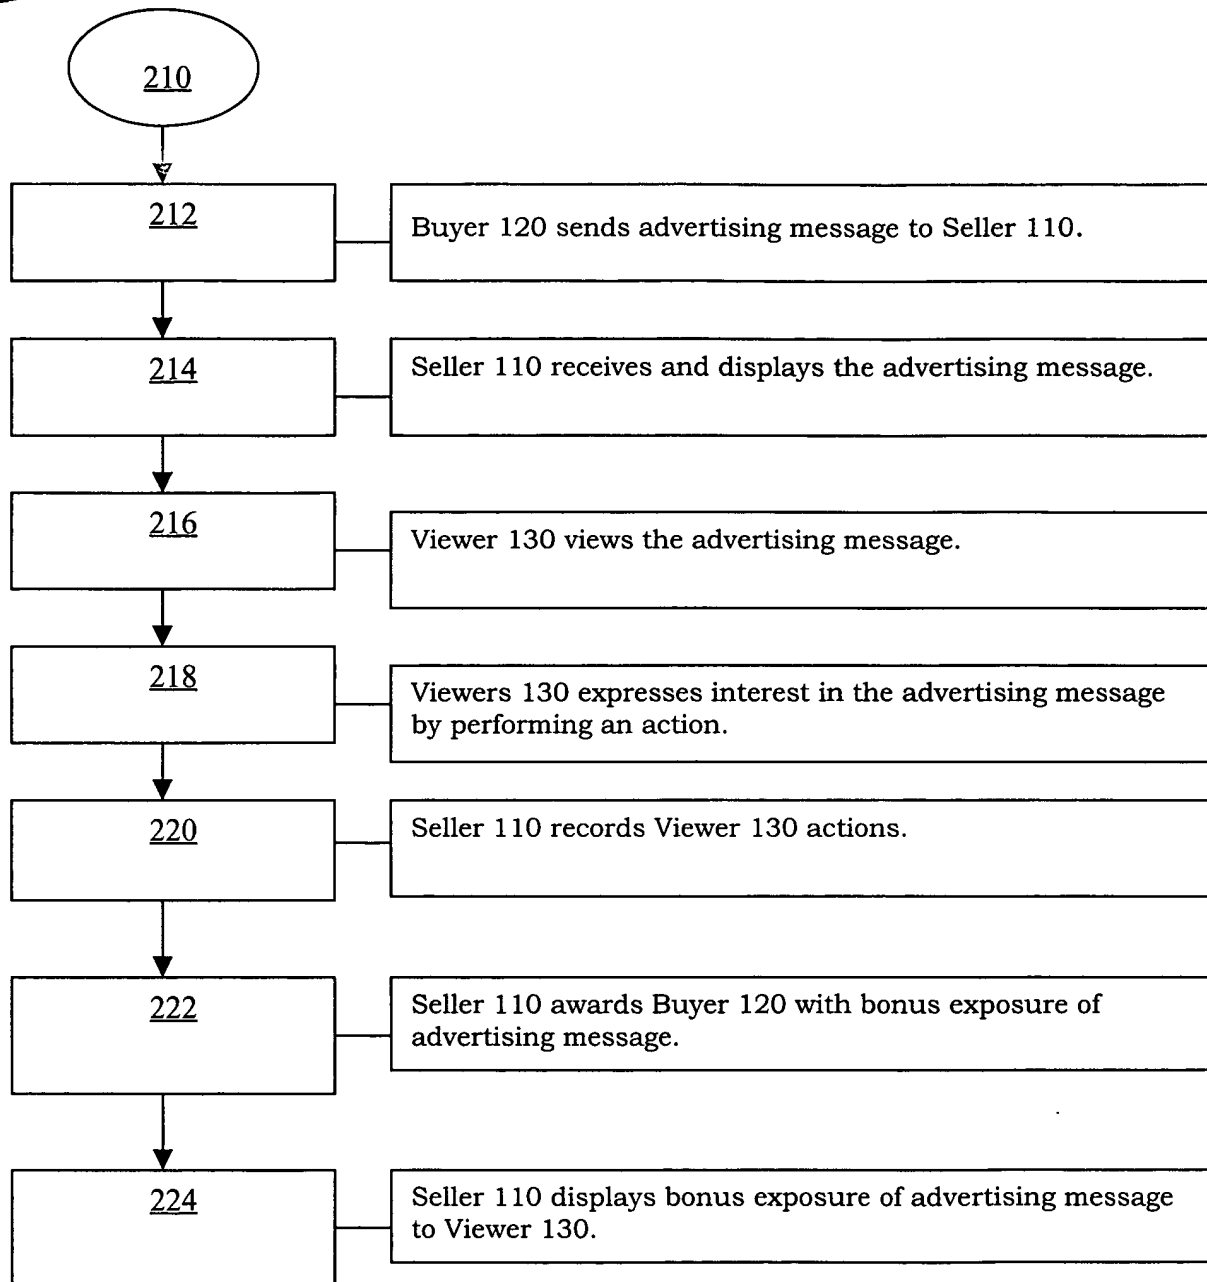 210
212
Buyer 120 sends advertising message to Seller 110.
214
Seller 110 receives and displays the advertising message.
216
Viewer 130 views the advertising message.
218
Viewers 130 expresses interest in the advertising message
by performing an action.
220
Seller 110 records Viewer 130 actions.
222
Seller 110 awards Buyer 120 with bonus exposure of
advertising message.
224
Seller 110 displays bonus exposure of advertising message
to Viewer 130.